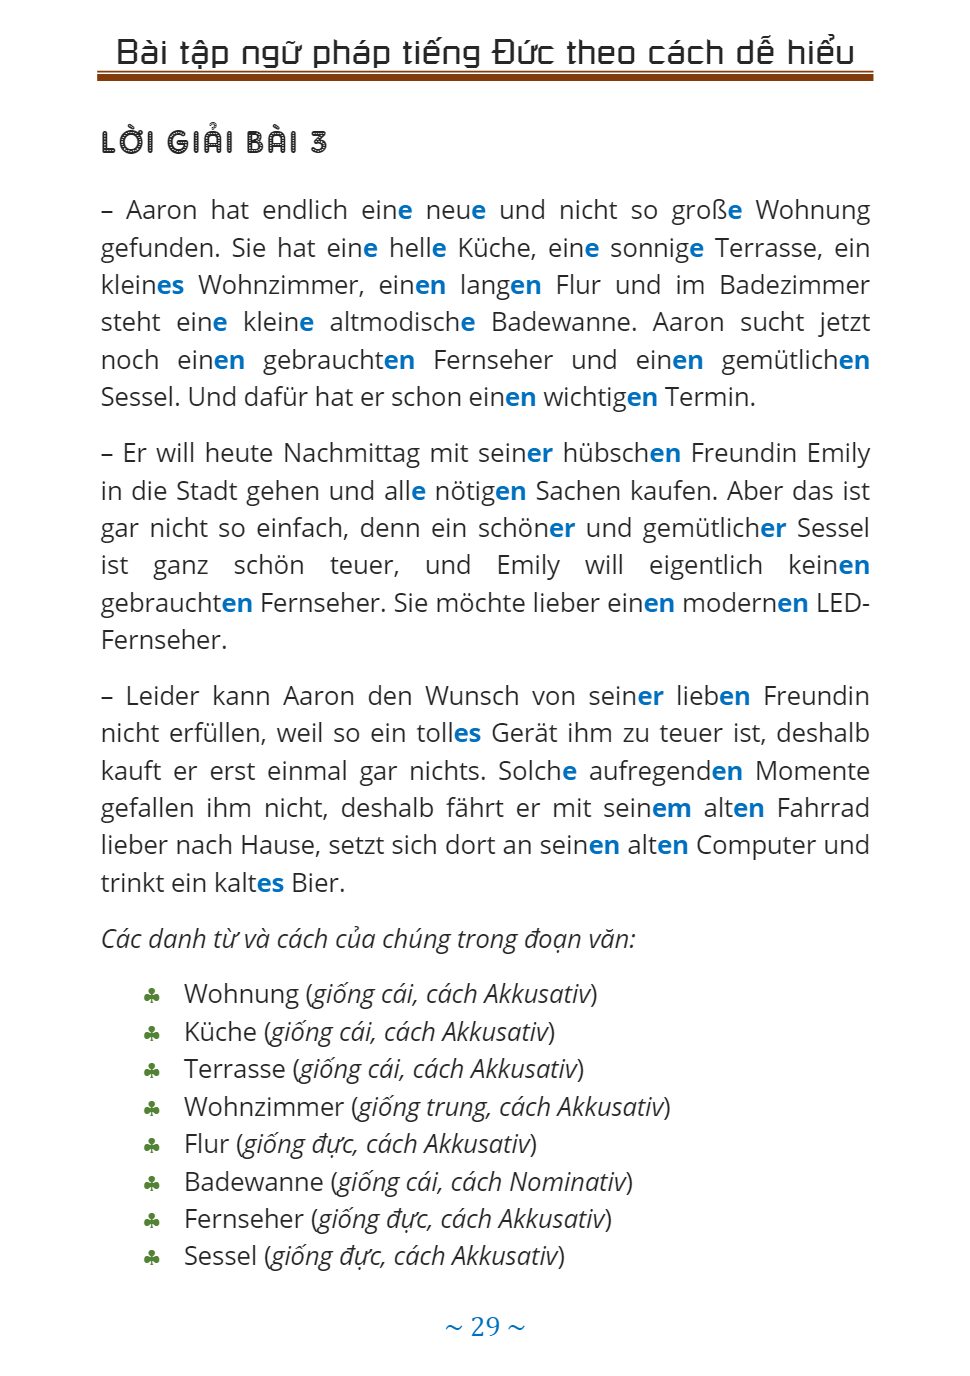 Bài tập ngữ pháp tiếng Đức theo cách dễ hiểu
LỜI GIẢI BÀI 3
– Aaron hat endlich eine neue und nicht so große Wohnung
gefunden. Sie hat eine helle Küche, eine sonnige Terrasse, ein
kleines Wohnzimmer, einen langen Flur und im Badezimmer
steht eine kleine altmodische Badewanne. Aaron sucht jetzt
noch einen gebrauchten Fernseher und einen gemütlichen
Sessel. Und dafür hat er schon einen wichtigen Termin.
– Er will heute Nachmittag mit seiner hübschen Freundin Emily
in die Stadt gehen und alle nötigen Sachen kaufen. Aber das ist
gar nicht so einfach, denn ein schöner und gemütlicher Sessel
ist ganz schön teuer, und Emily will eigentlich keinen
gebrauchten Fernseher. Sie möchte lieber einen modernen LED-
Fernseher.
– Leider kann Aaron den Wunsch von seiner lieben Freundin
nicht erfüllen, weil so ein tolles Gerät ihm zu teuer ist, deshalb
kauft er erst einmal gar nichts. Solche aufregenden Momente
gefallen ihm nicht, deshalb fährt er mit seinem alten Fahrrad
lieber nach Hause, setzt sich dort an seinen alten Computer und
trinkt ein kaltes Bier.
Các danh từ và cách của chúng trong đoạn văn:
♣ Wohnung (giống cái, cách Akkusativ)
♣ Küche (giống cái, cách Akkusativ)
♣ Terrasse (giống cái, cách Akkusativ)
♣ Wohnzimmer (giống trung, cách Akkusativ)
♣ Flur (giống đực, cách Akkusativ)
♣ Badewanne (giống cái, cách Nominativ)
♣ Fernseher (giống đực, cách Akkusativ)
♣ Sessel (giống đực, cách Akkusativ)
~ 29 ~